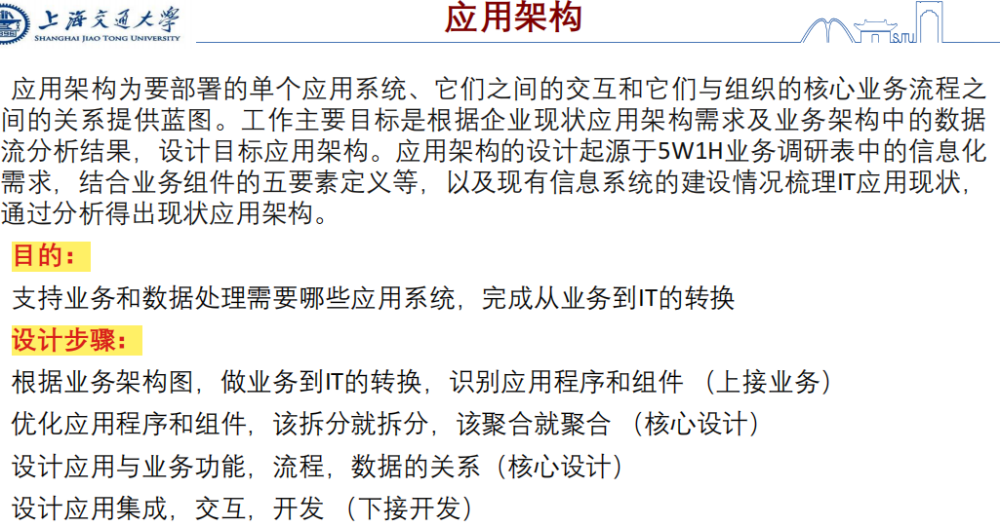 上海交通大学
SHANGHAI JIAO TONG UNIVERSITY
应用架构
SJTU
应用架构为要部署的单个应用系统、它们之间的交互和它们与组织的核心业务流程之
间的关系提供蓝图。工作主要目标是根据企业现状应用架构需求及业务架构中的数据
流分析结果，设计目标应用架构。应用架构的设计起源于5W1H业务调研表中的信息化
需求，结合业务组件的五要素定义等，以及现有信息系统的建设情况梳理IT应用现状，
通过分析得出现状应用架构。
目的：
支持业务和数据处理需要哪些应用系统，完成从业务到IT的转换
设计步骤：
根据业务架构图，做业务到IT的转换，识别应用程序和组件 （上接业务）
优化应用程序和组件，该拆分就拆分，该聚合就聚合 （核心设计）
设计应用与业务功能，流程，数据的关系（核心设计）
设计应用集成，交互，开发 （下接开发）